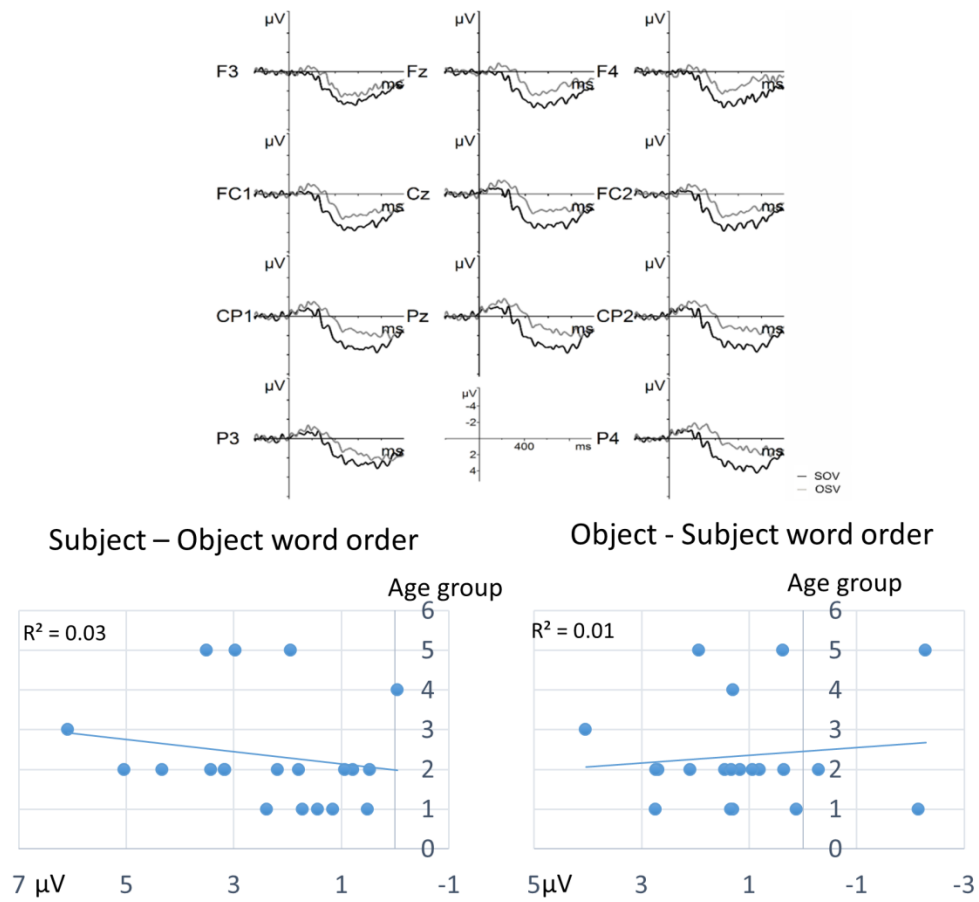 µV µV µV
F3 ms Fz ms F4 ms
µV µV µV
FC1 ms Cz ms FC2 ms
µV µV µV
CP1 ms Pz ms CP2 ms
µV µV µV
-4
-2
P3 ms 400 ms P4 ms
2
4
SOV
OSV
Subject – Object word order
Object - Subject word order
Age group
Age group
R² = 0.03
R² = 0.01
6
5
4
3
2
1
0
7 µV 5 3 1 -1
6
5
4
3
2
1
0
5µV 3 1 -1 -3